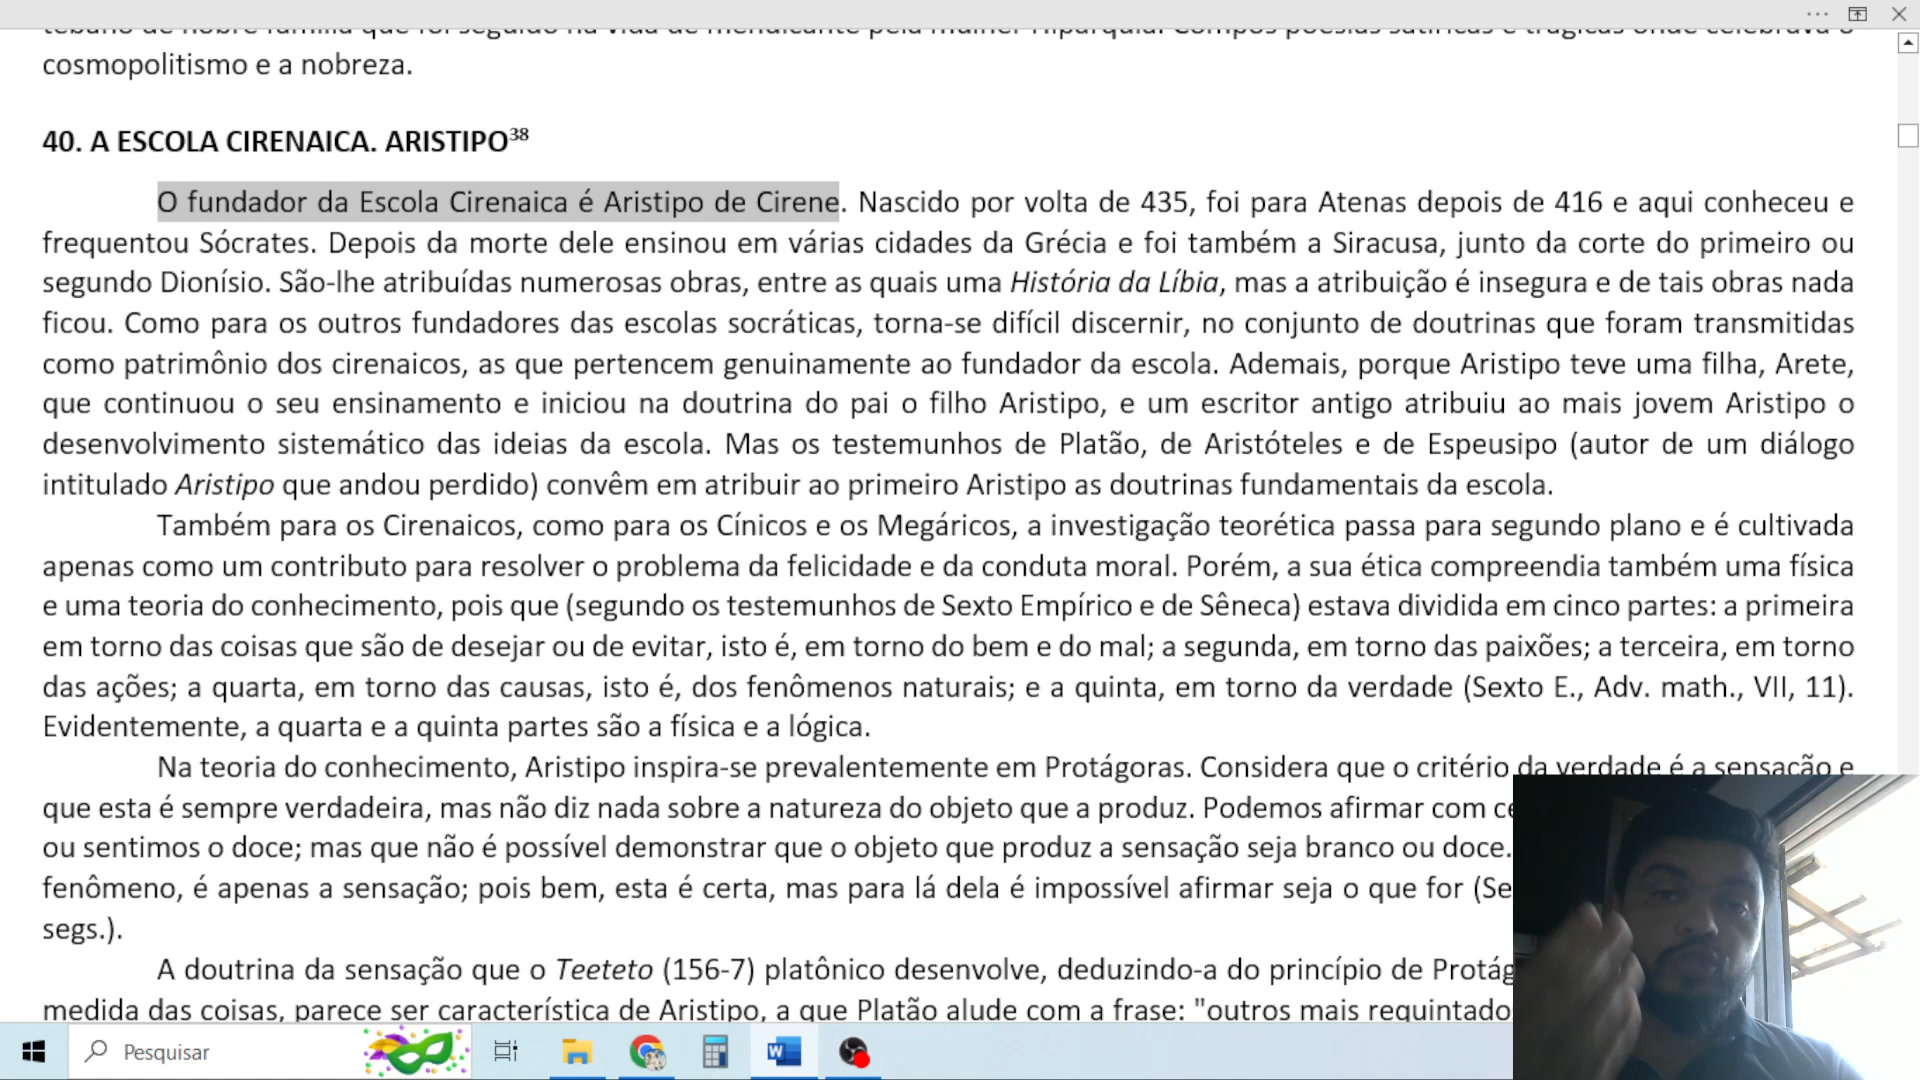 cosmopolitismo e a nobreza.
40. A ESCOLA CIRENAICA. ARISTIPO38
O fundador da Escola Cirenaica é Aristipo de Cirene. Nascido por volta de 435, foi para Atenas depois de 416 e aqui conheceu e
frequentou Sócrates. Depois da morte dele ensinou em várias cidades da Grécia e foi também a Siracusa, junto da corte do primeiro ou
segundo Dionísio. São-lhe atribuídas numerosas obras, entre as quais uma História da Líbia, mas a atribuição é insegura e de tais obras nada
ficou. Como para os outros fundadores das escolas socráticas, torna-se difícil discernir, no conjunto de doutrinas que foram transmitidas
como patrimônio dos cirenaicos, as que pertencem genuinamente ao fundador da escola. Ademais, porque Aristipo teve uma filha, Arete,
que continuou o seu ensinamento e iniciou na doutrina do pai o filho Aristipo, e um escritor antigo atribuiu ao mais jovem Aristipo o
desenvolvimento sistemático das ideias da escola. Mas os testemunhos de Platão, de Aristóteles e de Espeusipo (autor de um diálogo
intitulado Aristipo que andou perdido) convêm em atribuir ao primeiro Aristipo as doutrinas fundamentais da escola.
Também para os Cirenaicos, como para os Cínicos e os Megáricos, a investigação teorética passa para segundo plano e é cultivada
apenas como um contributo para resolver o problema da felicidade e da conduta moral. Porém, a sua ética compreendia também uma física
e uma teoria do conhecimento, pois que (segundo os testemunhos de Sexto Empírico e de Sêneca) estava dividida em cinco partes: a primeira
em torno das coisas que são de desejar ou de evitar, isto é, em torno do bem e do mal; a segunda, em torno das paixões; a terceira, em torno
das ações; a quarta, em torno das causas, isto é, dos fenômenos naturais; e a quinta, em torno da verdade (Sexto E., Adv. math., VII, 11).
Evidentemente, a quarta e a quinta partes são a física e a lógica.
Na teoria do conhecimento, Aristipo inspira-se prevalentemente em Protágoras. Considera que o critério da verdade é a sensação e
que esta é sempre verdadeira, mas não diz nada sobre a natureza do objeto que a produz. Podemos afirmar com
ou sentimos o doce; mas que não é possível demonstrar que o objeto que produz a sensação seja branco ou doce.
fenômeno, é apenas a sensação; pois bem, esta é certa, mas para lá dela é impossível afirmar seja o que for
segs.).
A doutrina da sensação que o Teeteto (156-7) platônico desenvolve, deduzindo-a do princípio de
medida das coisas, parece ser característica de Aristipo, a que Platão alude com a frase: "outros mais requintado
Pesquisar